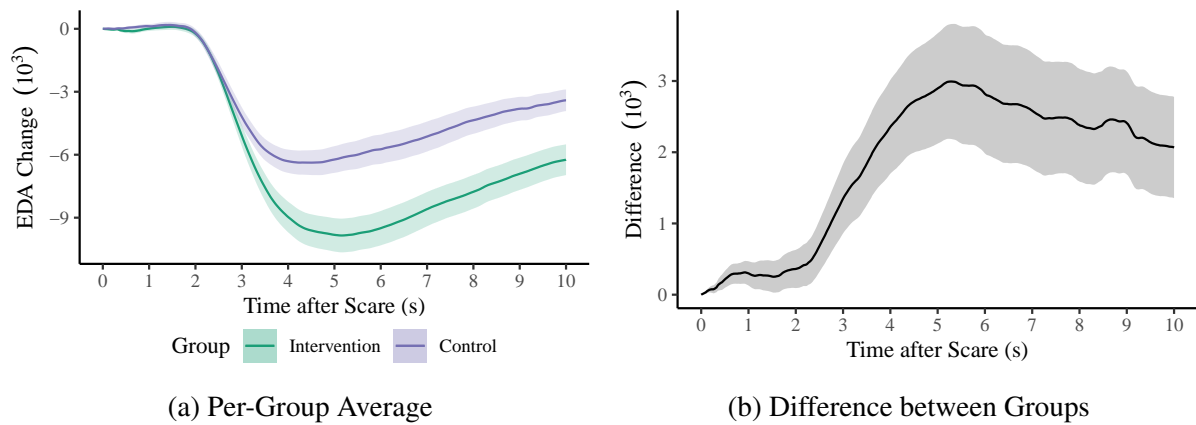 0
−3
−6
−9
EDA Change (10³)
0 1 2 3 4 5 6 7 8 9 10
Time after Scare (s)
Group Intervention Control
(a) Per-Group Average
3
2
1
0
Difference (10³)
0 1 2 3 4 5 6 7 8 9 10
Time after Scare (s)
(b) Difference between Groups